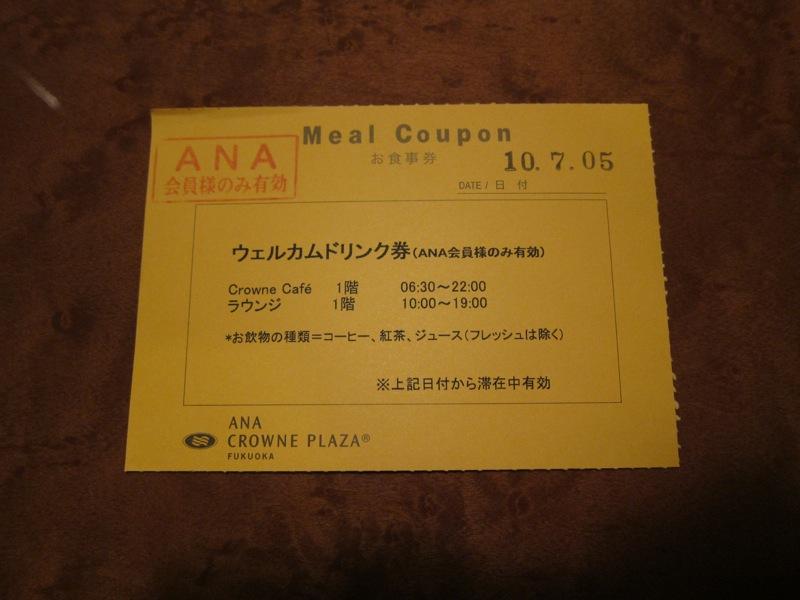 Meal Coupon
お食事券
ANA
会員様のみ有効
10.7.05
DATE / 日 付
ウェルカムドリンク券(ANA会員様のみ有効)
Crowne Café 1階 06:30～22:00
ラウンジ 1階 10:00～19:00
*お飲物の種類＝コーヒー、紅茶、ジュース(フレッシュは除く)
※上記日付から滞在中有効
ANA
CROWNE PLAZA®
FUKUOKA